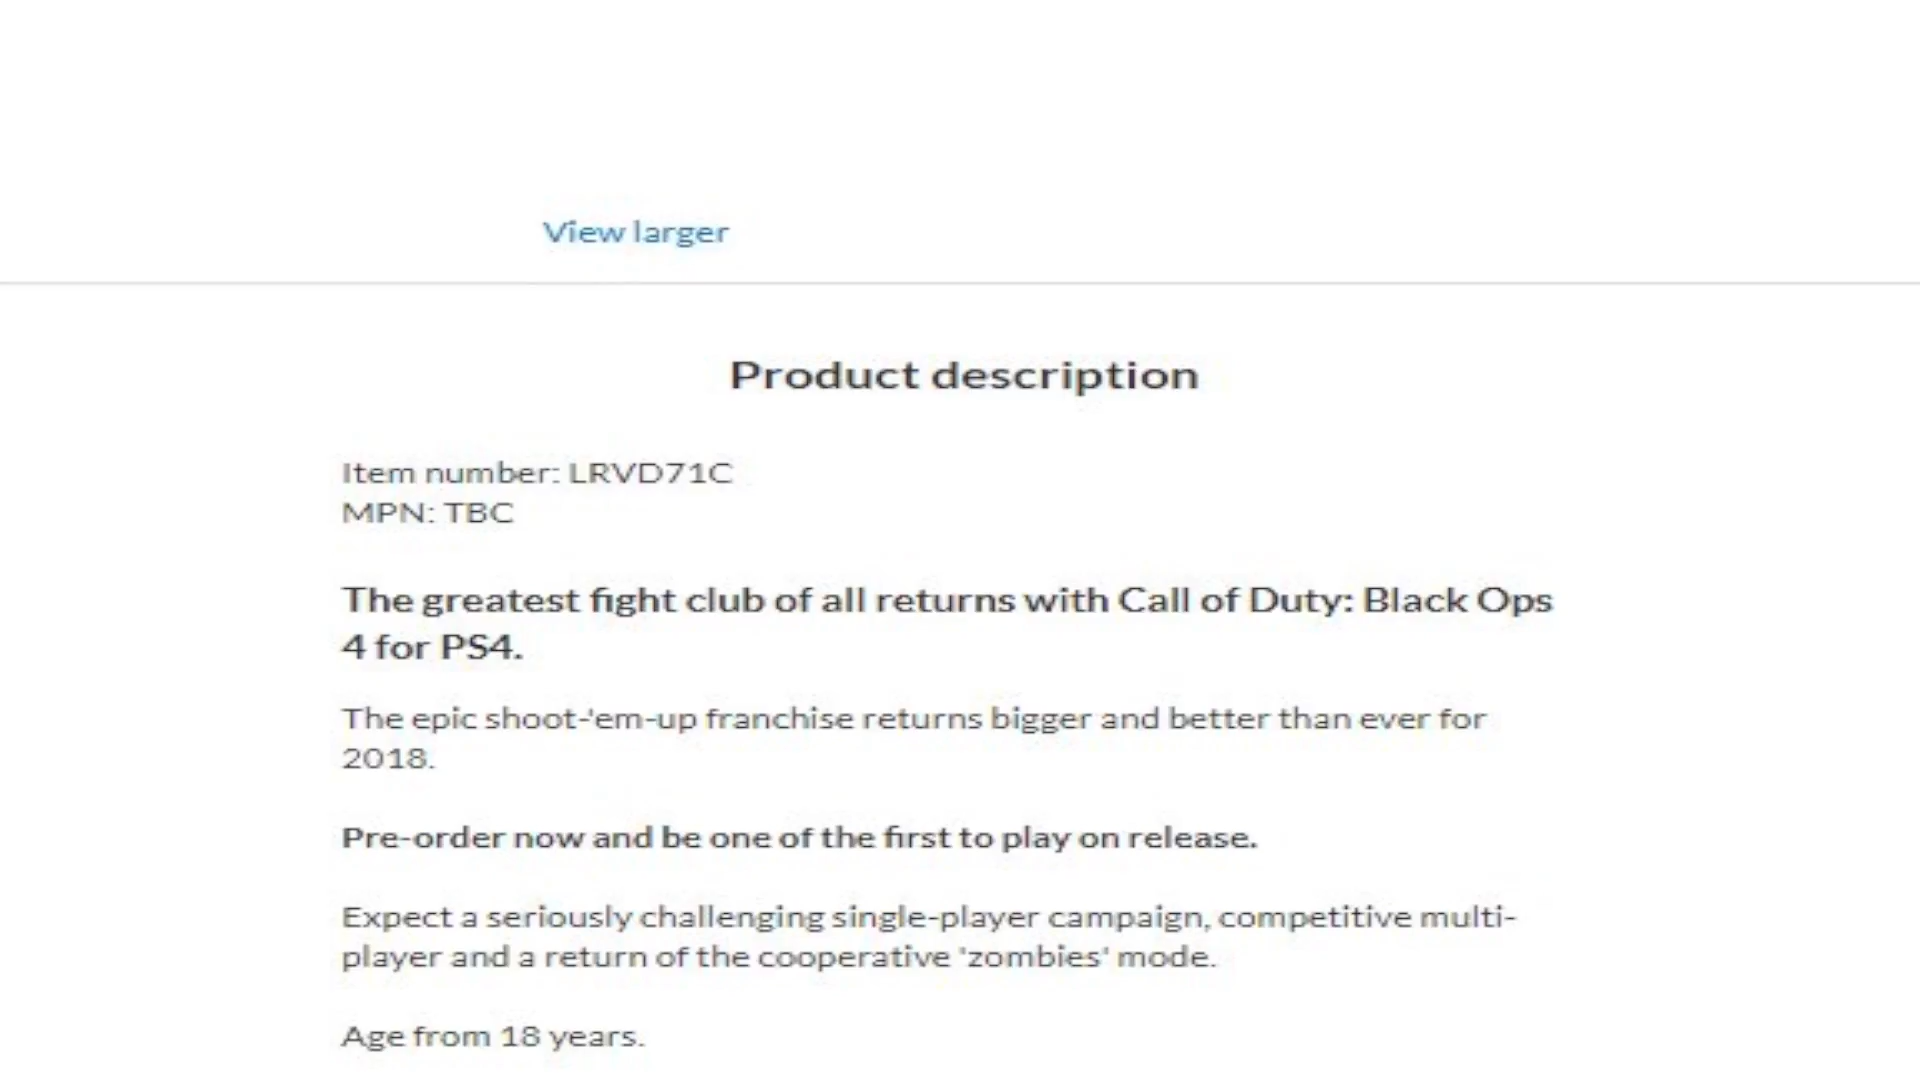 View larger
Product description
Item number: LRVD71C
MPN: TBC
The greatest fight club of all returns with Call of Duty: Black Ops
4 for PS4.
The epic shoot-'em-up franchise returns bigger and better than ever for
2018.
Pre-order now and be one of the first to play on release.
Expect a seriously challenging single-player campaign, competitive multi-
player and a return of the cooperative 'zombies' mode.
Age from 18 years.